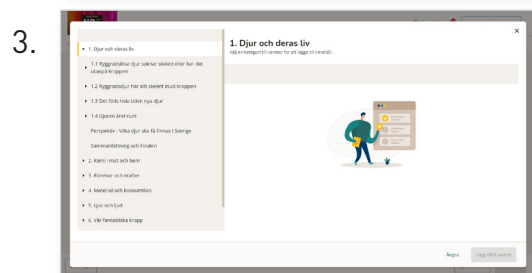 3.
NO
1. Djur och deras liv
1.1 Ryggradslösa djur saknar skelett eller har det
utanpå kroppen
1.2 Ryggradsdjur har sitt skelett inuti kroppen
1.3 Det föds hela tiden nya djur
1.4 Djuren året runt
Perspektiv - Vilka djur ska få finnas i Sverige
Sammanfattning och Finalen
2. Kemi i mat och hem
3. Rörelser och krafter
4. Material och konsumtion
5. Ljus och ljud
6. Vår fantastiska kropp
1. Djur och deras liv
Välj en kategori till vänster för att lägga till innehåll.
Ångra
Lägg till 0 avsnitt